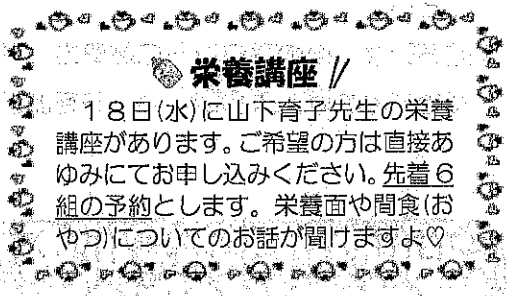 栄養講座
１８日(水)に山下育子先生の栄養
講座があります。ご希望の方は直接あ
ゆみにてお申し込みください。先着６
組の予約とします。栄養面や間食(お
やつ)についてのお話が聞けますよ♡